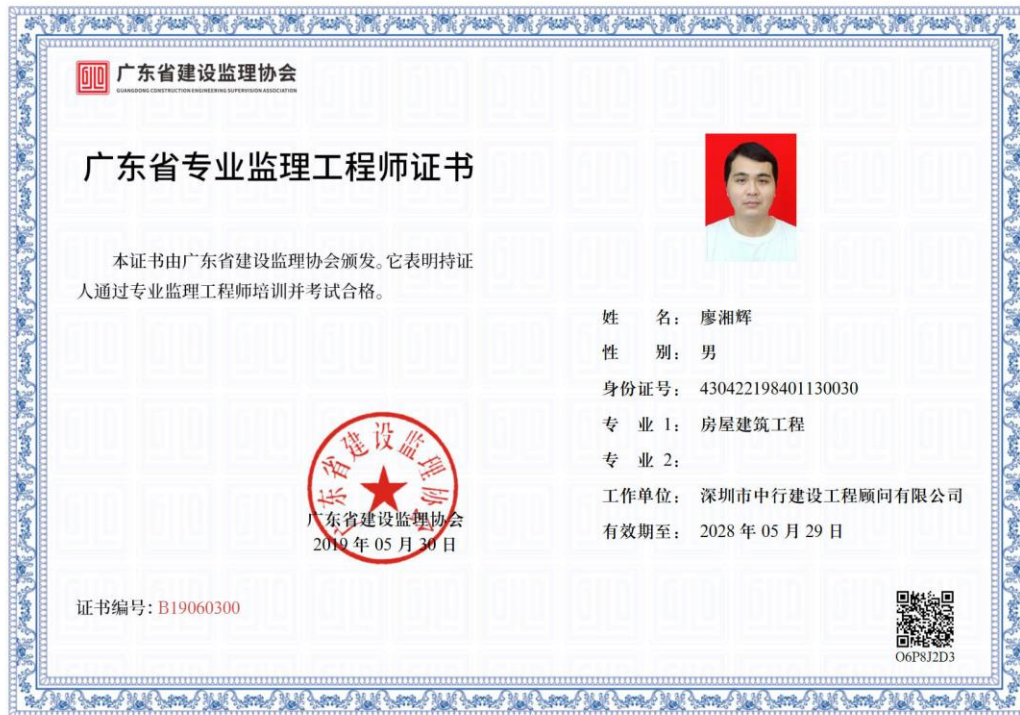 广东省建设监理协会
GUANGDONG CONSTRUCTION ENGINEERING SUPERVISION ASSOCIATION
广东省专业监理工程师证书
本证书由广东省建设监理协会颁发。它表明持证
人通过专业监理工程师培训并考试合格。
姓 名： 廖湘辉
性 别： 男
身份证号： 430422198401130030
专 业 1： 房屋建筑工程
专 业 2：
工作单位： 深圳市中行建设工程顾问有限公司
有效期至： 2028 年 05 月 29 日
广东省建设监理协会
广东省建设监理协会
2019 年 05 月 30 日
证书编号：B19060300
O6P8J2D3